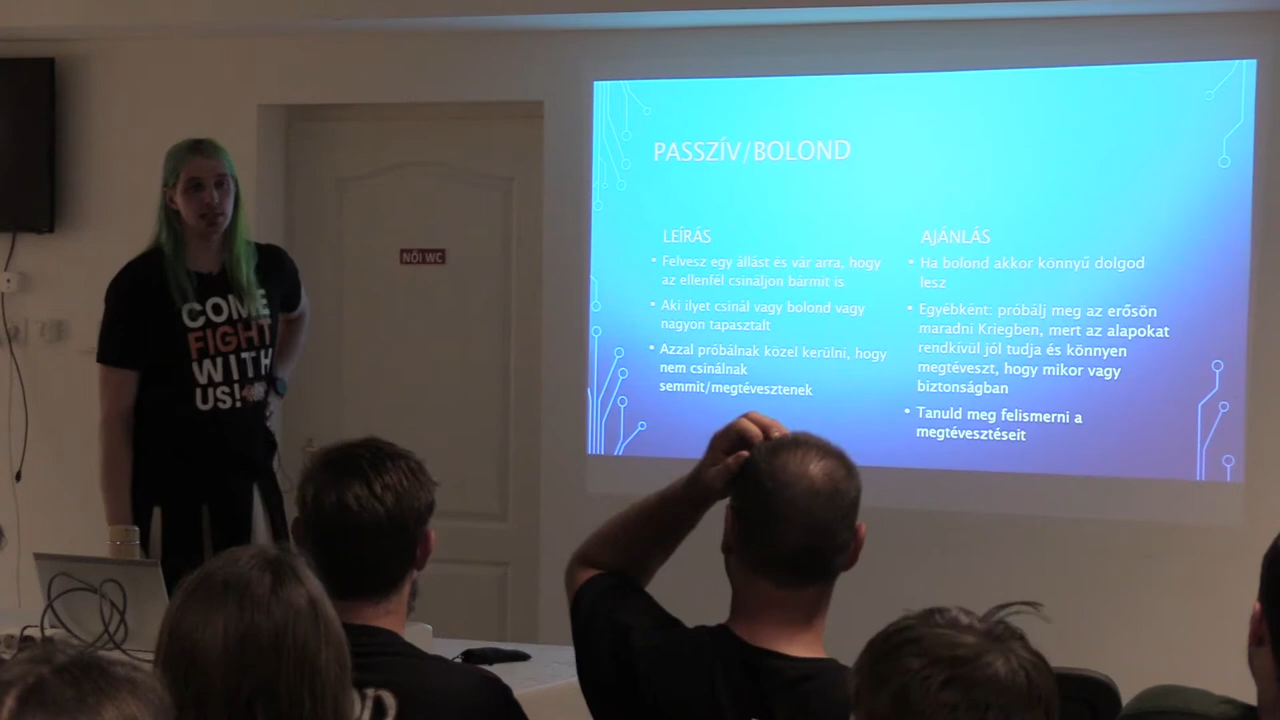 COME
FIGHT
WITH
US!
NŐI WC
PASSZÍV/BOLOND
LEÍRÁS
• Felvesz egy állást és vár arra, hogy
az ellenfél csináljon bármit is
• Aki ilyet csinál vagy bolond vagy
nagyon tapasztalt
• Azzal próbálnak közel kerülni, hogy
nem csinálnak
semmit/megtévesztenek
AJÁNLÁS
• Ha bolond akkor könnyű dolgod
lesz
• Egyébként: próbálj meg az erősön
maradni Kriegben, mert az alapokat
rendkívül jól tudja és könnyen
megtéveszt, hogy mikor vagy
biztonságban
• Tanuld meg felismerni a
megtévesztéseit